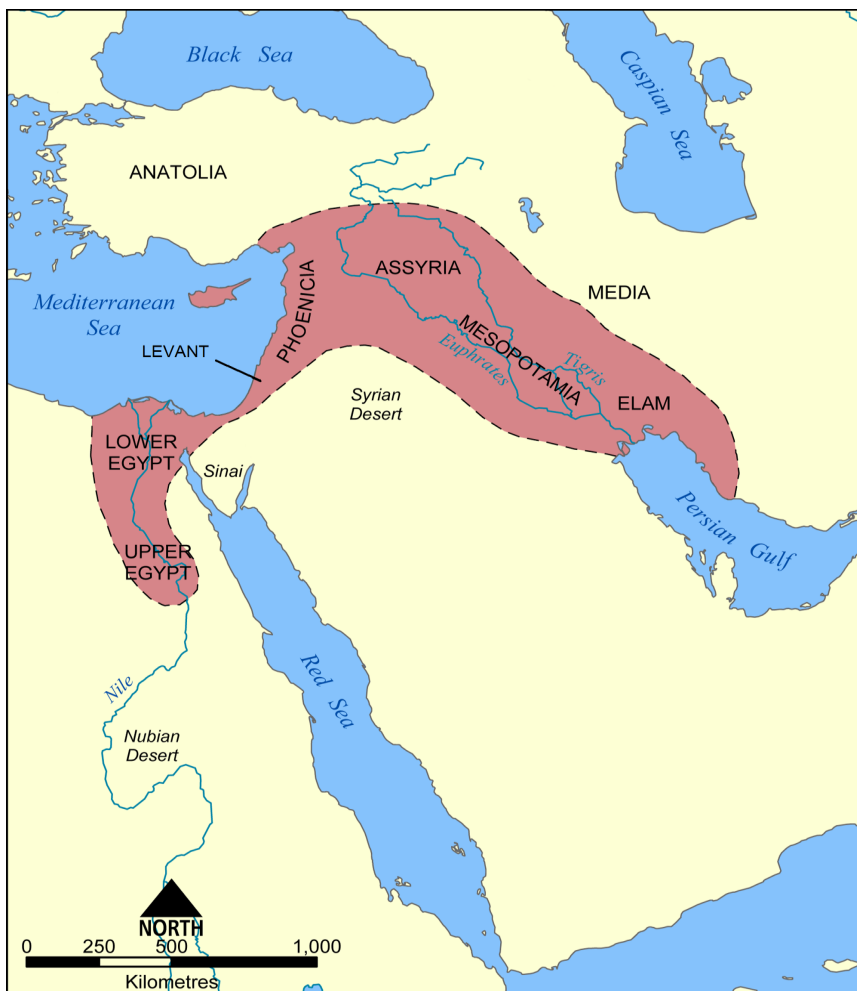 Black Sea
Caspian Sea
ANATOLIA
ASSYRIA
PHOENICIA
MEDIA
Mediterranean
Sea
MESOPOTAMIA
LEVANT
Euphrates
Tigris
Syrian
Desert
ELAM
LOWER
EGYPT
Sinai
Persian Gulf
UPPER
EGYPT
Red Sea
Nile
Nubian
Desert
NORTH
0 250 500 1,000
Kilometres